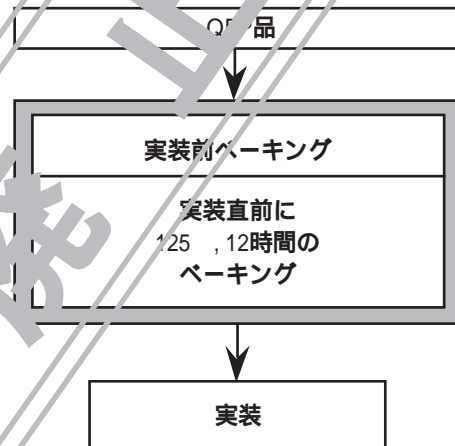 品
実装前ベーキング
実装直前に
125 , 12時間の
ベーキング
実装